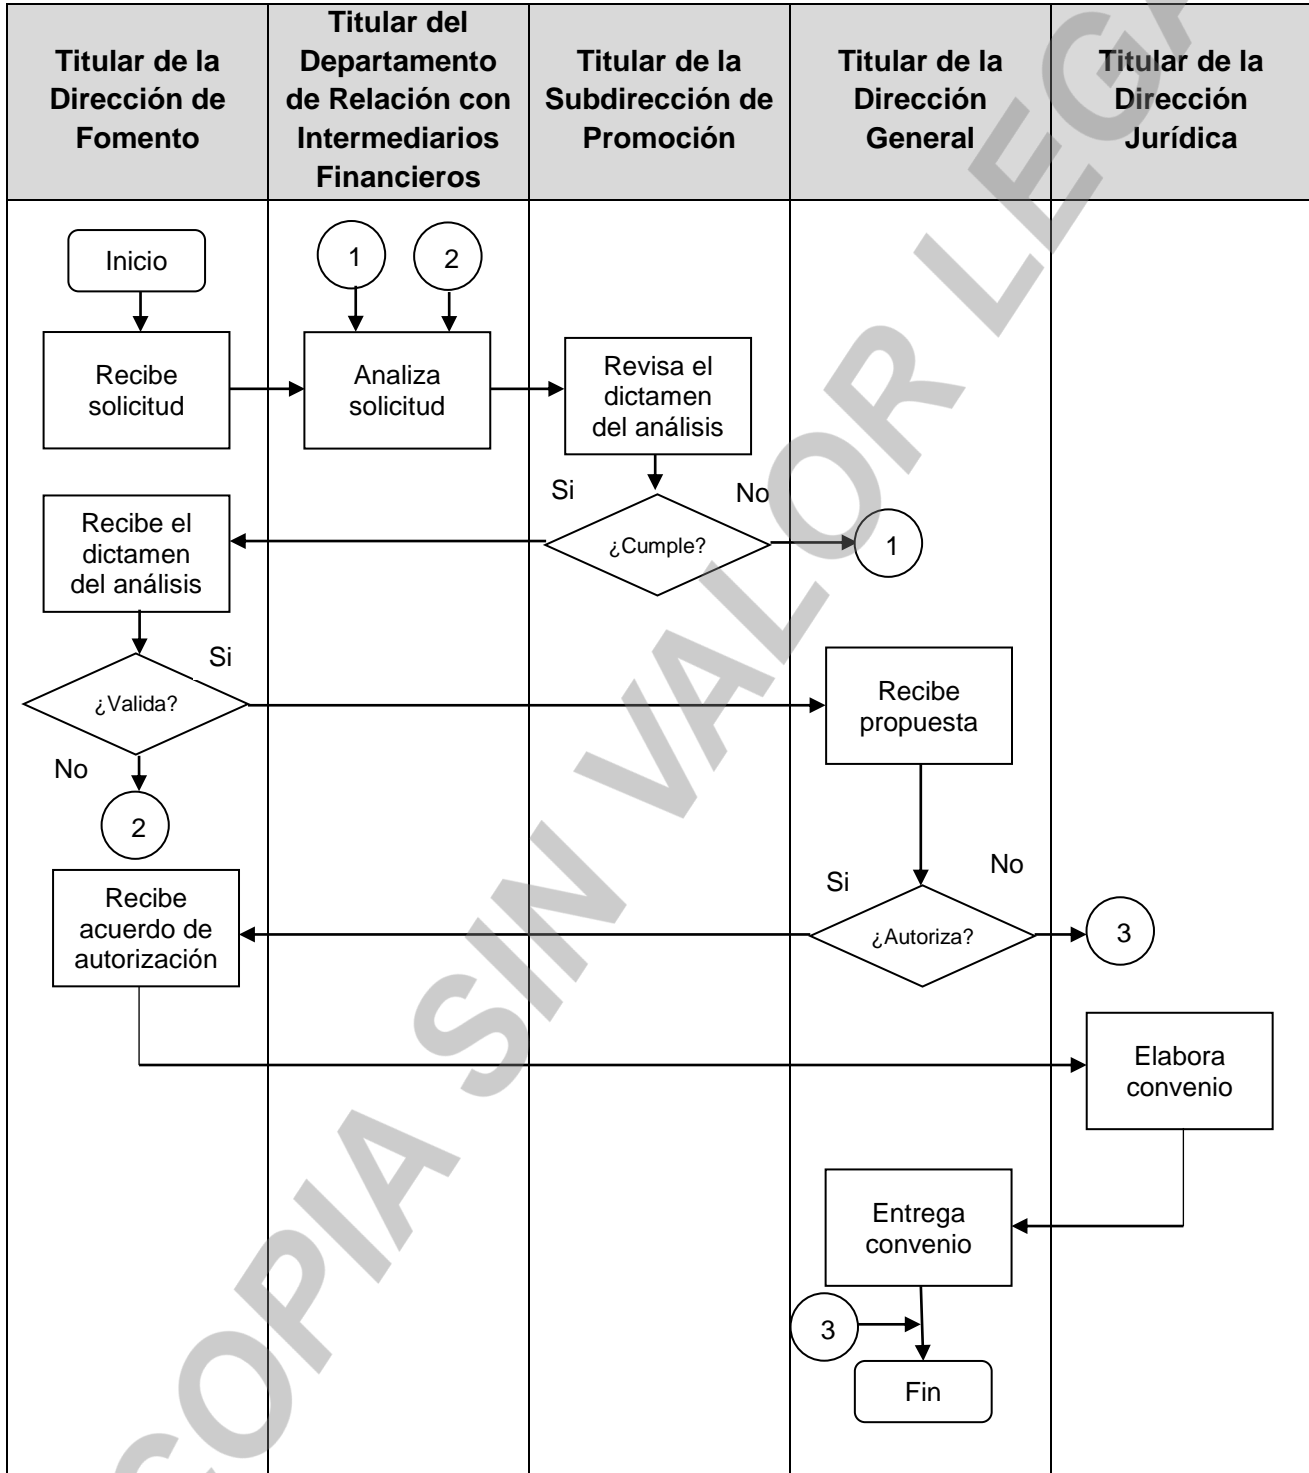 Titular de la
Dirección de
Fomento
Titular del
Departamento
de Relación con
Intermediarios
Financieros
Titular de la
Subdirección de
Promoción
Titular de la
Dirección
General
Titular de la
Dirección
Jurídica
Inicio
1
2
Recibe
solicitud
Analiza
solicitud
Revisa el
dictamen
del análisis
Si
No
¿Cumple?
1
Recibe el
dictamen
del análisis
Si
¿Valida?
No
2
Recibe
propuesta
Si
No
¿Autoriza?
3
Recibe
acuerdo de
autorización
Elabora
convenio
Entrega
convenio
3
Fin
COPIA SIN VALOR LEGA